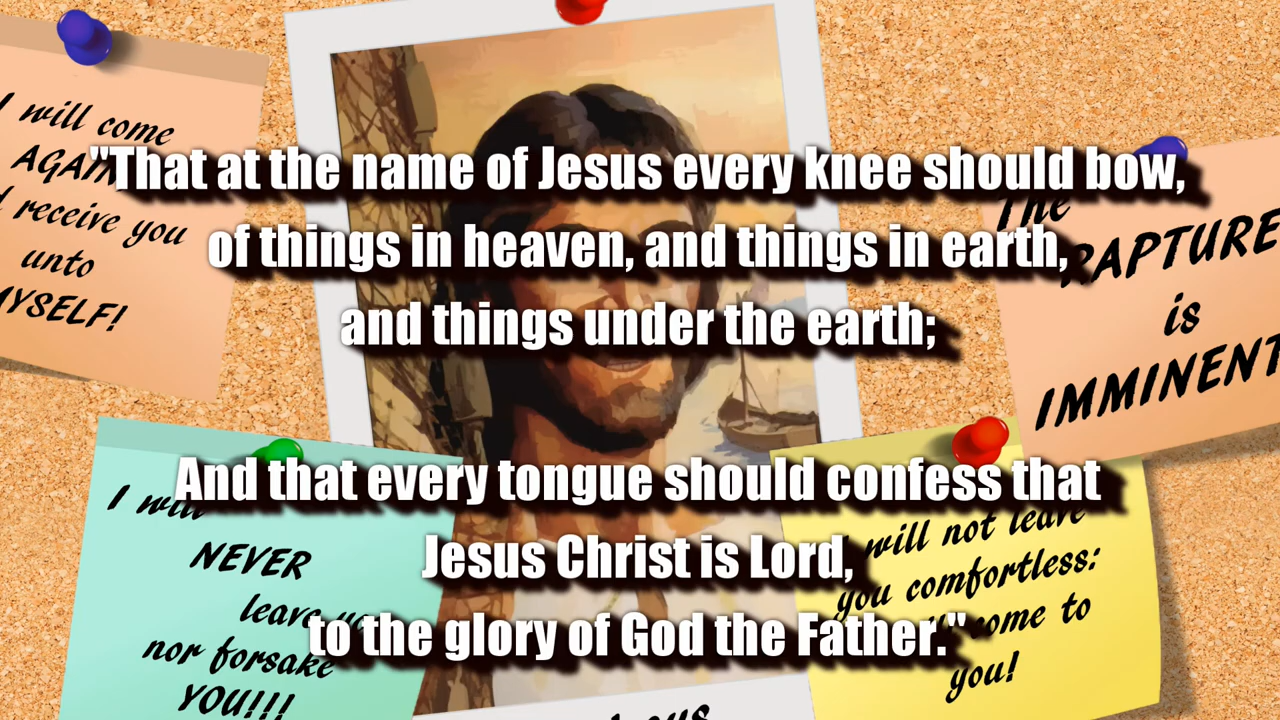 "That at the name of Jesus every knee should bow,
of things in heaven, and things in earth,
and things under the earth;
And that every tongue should confess that
Jesus Christ is Lord,
to the glory of God the Father."
I will come
AGAIN
receive you
unto
MYSELF!
The
RAPTURE
is
IMMINENT
I will
NEVER
leave
nor forsake
YOU!!!
will not leave
you comfortless:
come to
you!